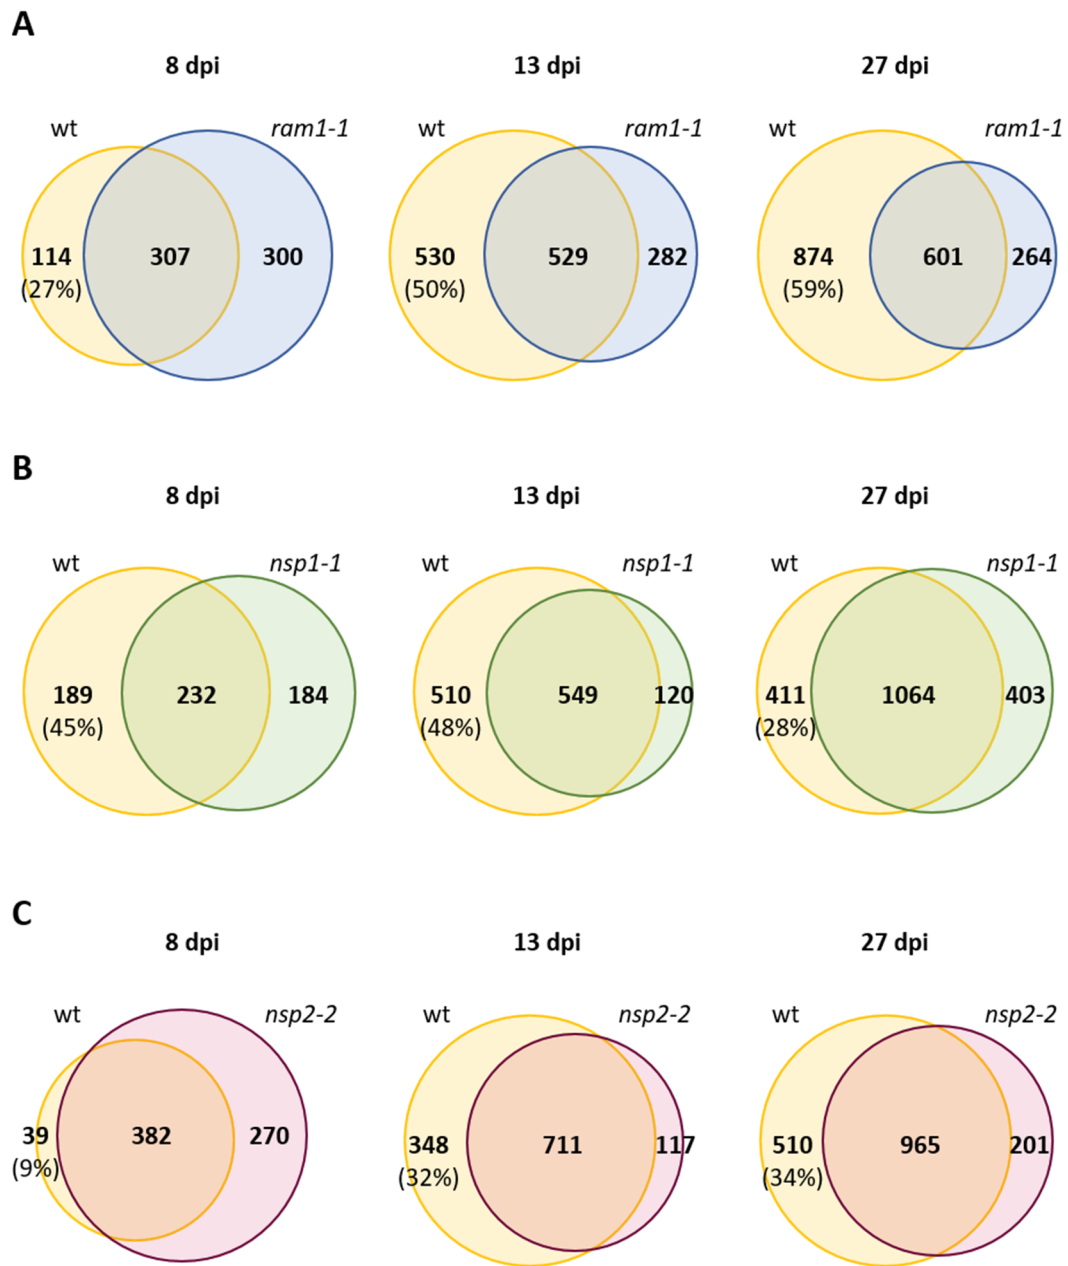 A
8 dpi 13 dpi 27 dpi
wt ram1-1 wt ram1-1 wt ram1-1
114 307 300 530 529 282 874 601 264
(27%) (50%) (59%)
B
8 dpi 13 dpi 27 dpi
wt nsp1-1 wt nsp1-1 wt nsp1-1
189 232 184 510 549 120 411 1064 403
(45%) (48%) (28%)
C
8 dpi 13 dpi 27 dpi
wt nsp2-2 wt nsp2-2 wt nsp2-2
39 382 270 348 711 117 510 965 201
(9%) (32%) (34%)